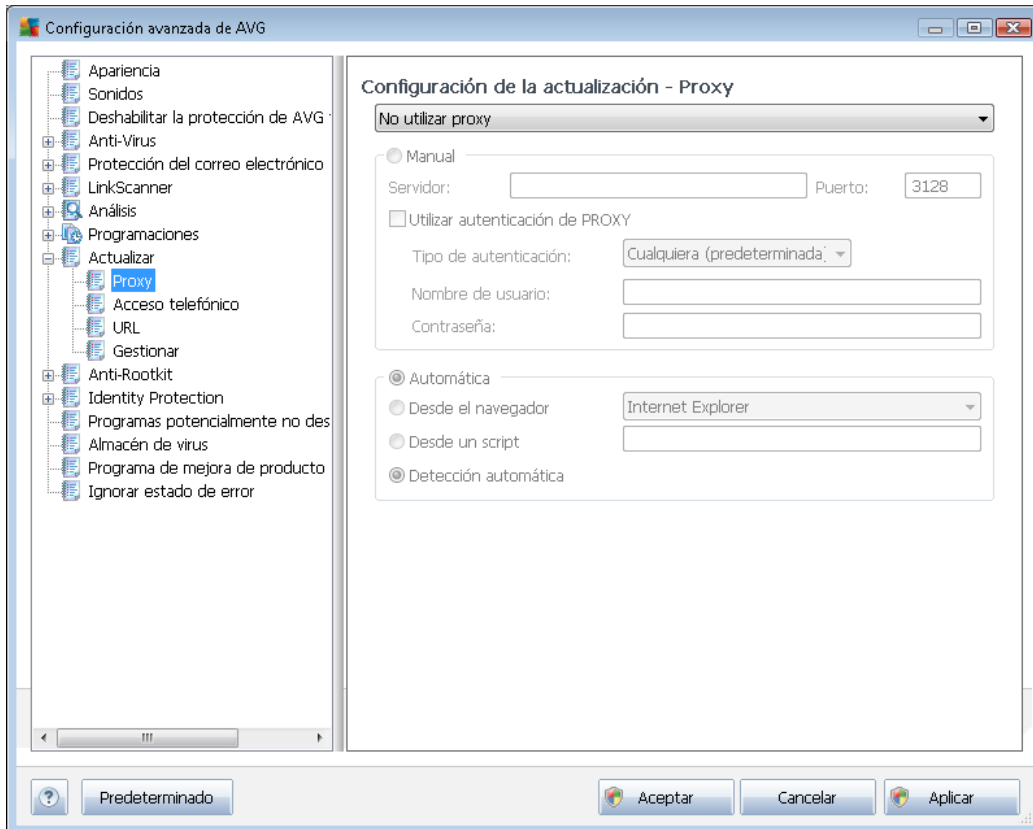 Configuración avanzada de AVG
Apariencia
Sonidos
Deshabilitar la protección de AVG
Anti-Virus
Protección del correo electrónico
LinkScanner
Análisis
Programaciones
Actualizar
Proxy
Acceso telefónico
URL
Gestionar
Anti-Rootkit
Identity Protection
Programas potencialmente no des
Almacén de virus
Programa de mejora de producto
Ignorar estado de error
Configuración de la actualización - Proxy
No utilizar proxy
Manual
Servidor: Puerto: 3128
Utilizar autenticación de PROXY
Tipo de autenticación: Cualquiera (predeterminada)
Nombre de usuario:
Contraseña:
Automática
Desde el navegador Internet Explorer
Desde un script
Detección automática
? Predeterminado Aceptar Cancelar Aplicar